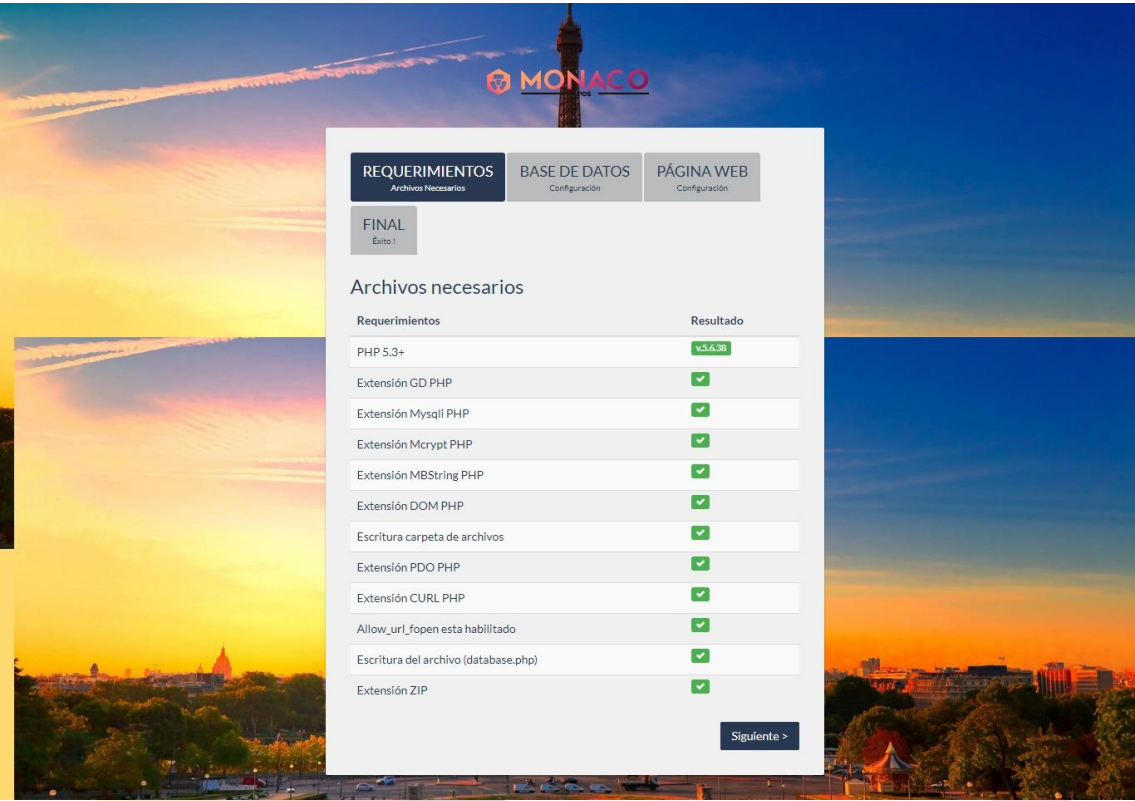 MONACO
POS
REQUERIMIENTOS
Archivos Necesarios
BASE DE DATOS
Configuración
PÁGINA WEB
Configuración
FINAL
Éxito !
Archivos necesarios
Requerimientos Resultado
PHP 5.3+ v.5.6.38
Extensión GD PHP
Extensión Mysqli PHP
Extensión Mcrypt PHP
Extensión MBString PHP
Extensión DOM PHP
Escritura carpeta de archivos
Extensión PDO PHP
Extensión CURL PHP
Allow_url_fopen esta habilitado
Escritura del archivo (database.php)
Extensión ZIP
Siguiente >